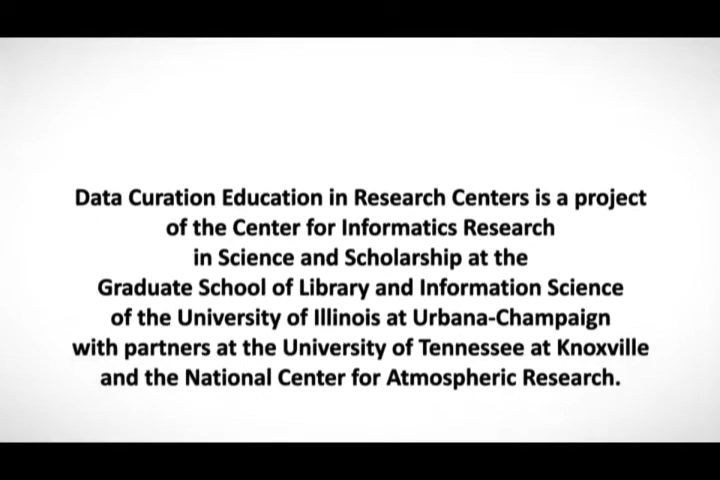 Data Curation Education in Research Centers is a project
of the Center for Informatics Research
in Science and Scholarship at the
Graduate School of Library and Information Science
of the University of Illinois at Urbana-Champaign
with partners at the University of Tennessee at Knoxville
and the National Center for Atmospheric Research.